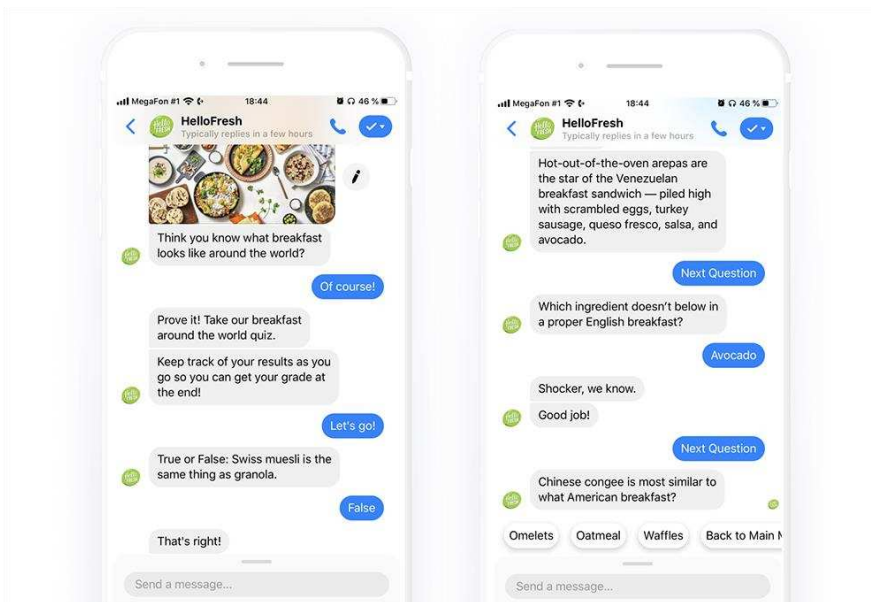 MegaFon #1
18:44
46 %
HelloFresh
Typically replies in a few hours
Think you know what breakfast
looks like around the world?
Of course!
Prove it! Take our breakfast
around the world quiz.
Keep track of your results as you
go so you can get your grade at
the end!
Let's go!
True or False: Swiss muesli is the
same thing as granola.
False
That's right!
Send a message...
MegaFon #1
18:44
46 %
HelloFresh
Typically replies in a few hours
Hot-out-of-the-oven arepas are
the star of the Venezuelan
breakfast sandwich — piled high
with scrambled eggs, turkey
sausage, queso fresco, salsa, and
avocado.
Next Question
Which ingredient doesn't below in
a proper English breakfast?
Avocado
Shocker, we know.
Good job!
Next Question
Chinese congee is most similar to
what American breakfast?
Omelets Oatmeal Waffles Back to Main
Send a message...